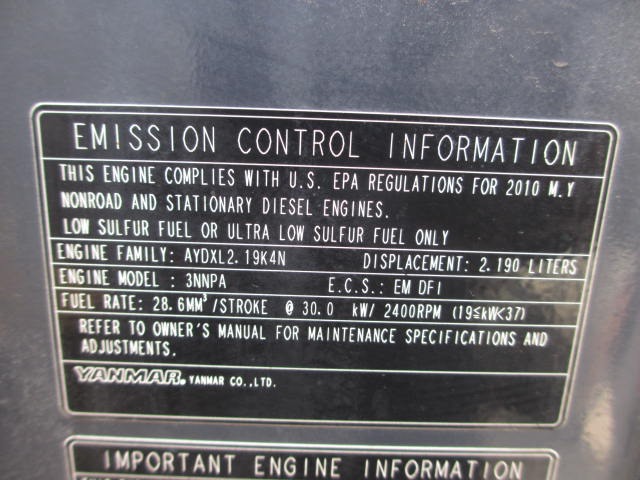 EMISSION CONTROL INFORMATION
THIS ENGINE COMPLIES WITH U.S. EPA REGULATIONS FOR 2010 M.Y
NONROAD AND STATIONARY DIESEL ENGINES.
LOW SULFUR FUEL OR ULTRA LOW SULFUR FUEL ONLY
ENGINE FAMILY: AYDXL2.19K4N DISPLACEMENT: 2.190 LITERS
ENGINE MODEL : 3NNPA E.C.S.: EM DFI
FUEL RATE: 28.6MM³/STROKE @ 30.0 kW/ 2400RPM (19≤kW<37)
REFER TO OWNER'S MANUAL FOR MAINTENANCE SPECIFICATIONS AND
ADJUSTMENTS.
YANMAR. YANMAR CO.,LTD.
IMPORTANT ENGINE INFORMATION